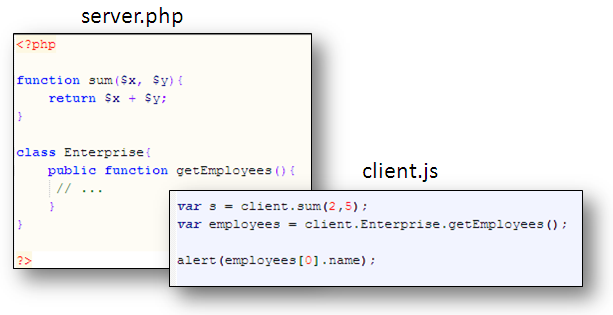 server.php
<?php
function sum($x, $y){
return $x + $y;
}
class Enterprise{
public function getEmployees(){
// ...
}
}
?>
client.js
var s = client.sum(2,5);
var employees = client.Enterprise.getEmployees();
alert(employees[0].name);